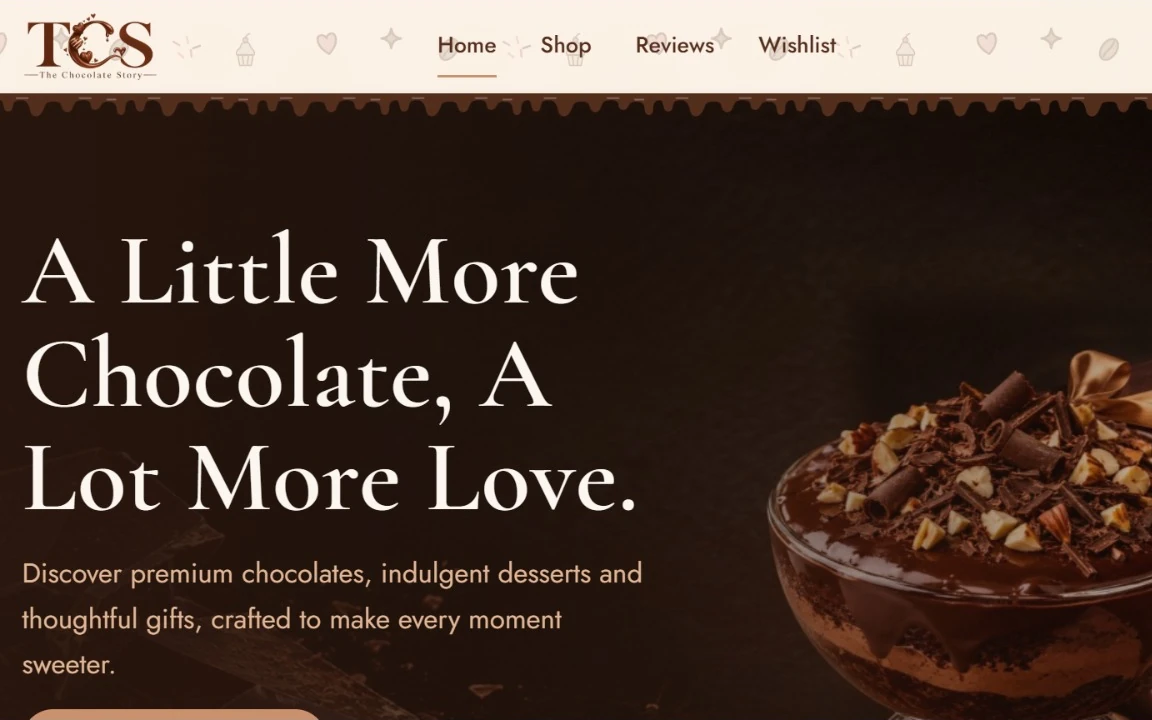 TCS
The Chocolate Story
Home Shop Reviews Wishlist
A Little More
Chocolate, A
Lot More Love.
Discover premium chocolates, indulgent desserts and
thoughtful gifts, crafted to make every moment
sweeter.